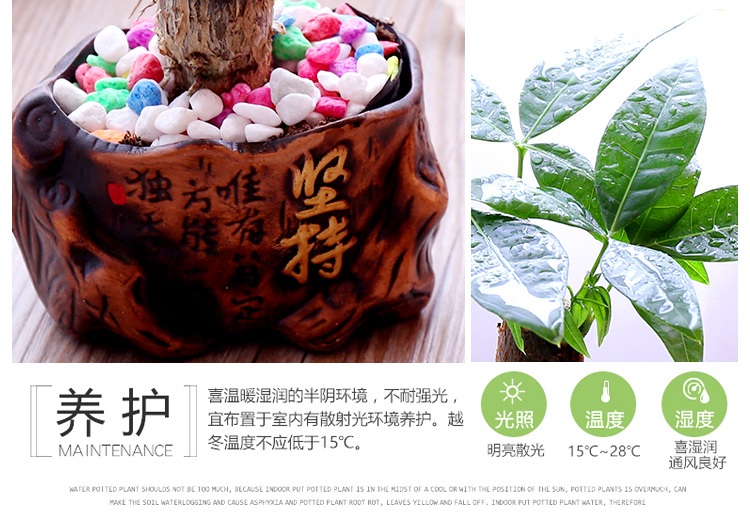 坚持
唯有肯定
方能一
独
养护
MAINTENANCE
喜温暖湿润的半阴环境，不耐强光，
宜布置于室内有散射光环境养护。越
冬温度不应低于15℃。
光照
明亮散光
温度
15℃~28℃
湿度
喜湿润
通风良好
WATER POTTED PLANT SHOULDS NOT BE TOO MUCH, BECAUSE INDOOR PUT POTTED PLANT IS IN THE MIDST OF A COOL OR WITH THE POSITION OF THE SUN, POTTED PLANTS IS OVERMUCH, CAN
MAKE THE SOIL WATERLOGGING AND CAUSE ASPHYXIA AND POTTED PLANT ROOT ROT, LEAVES YELLOW AND FALL OFF. INDOOR PUT POTTED PLANT WATER, THEREFORE